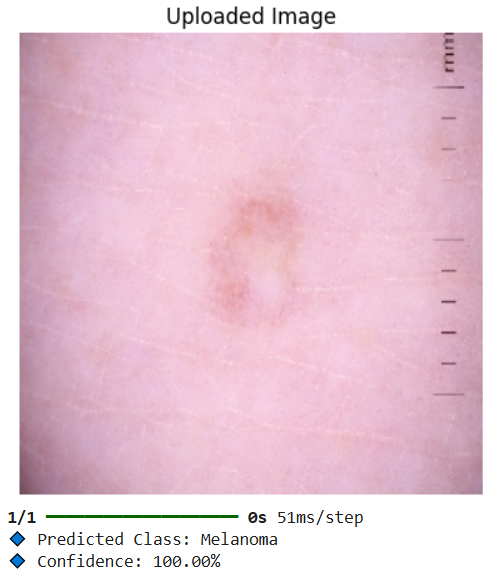 Uploaded Image
mm
1/1 ━━━━━━━━━━━━━━━━━━━━ 0s 51ms/step
🔹 Predicted Class: Melanoma
🔹 Confidence: 100.00%